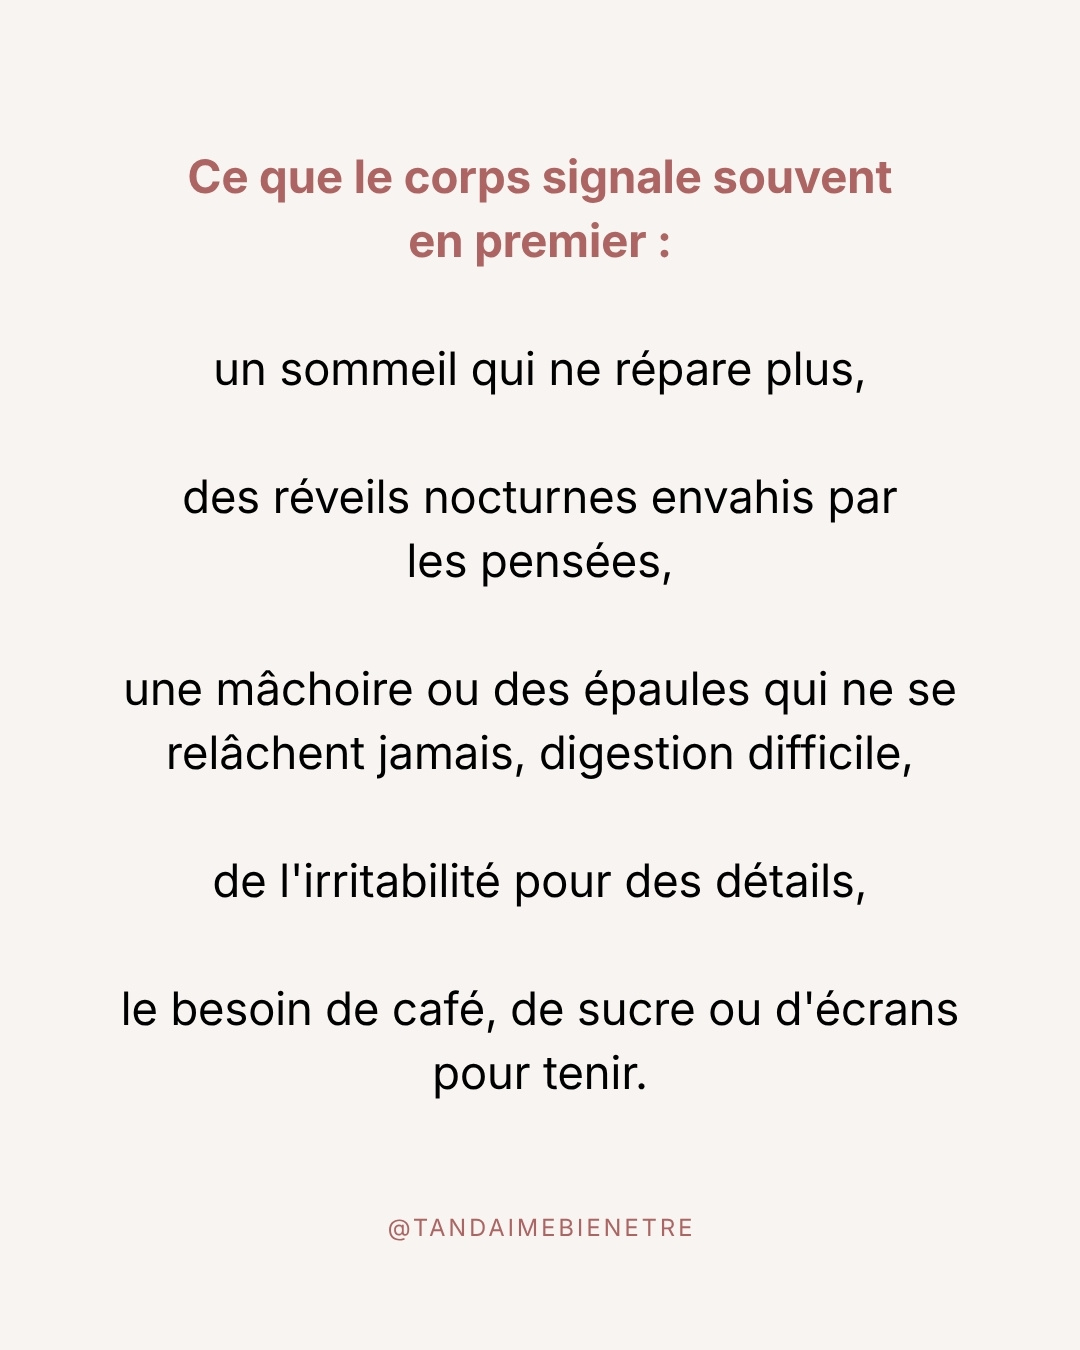 Ce que le corps signale souvent
en premier :
un sommeil qui ne répare plus,
des réveils nocturnes envahis par
les pensées,
une mâchoire ou des épaules qui ne se
relâchent jamais, digestion difficile,
de l'irritabilité pour des détails,
le besoin de café, de sucre ou d'écrans
pour tenir.
@TANDAIMEBIENETRE